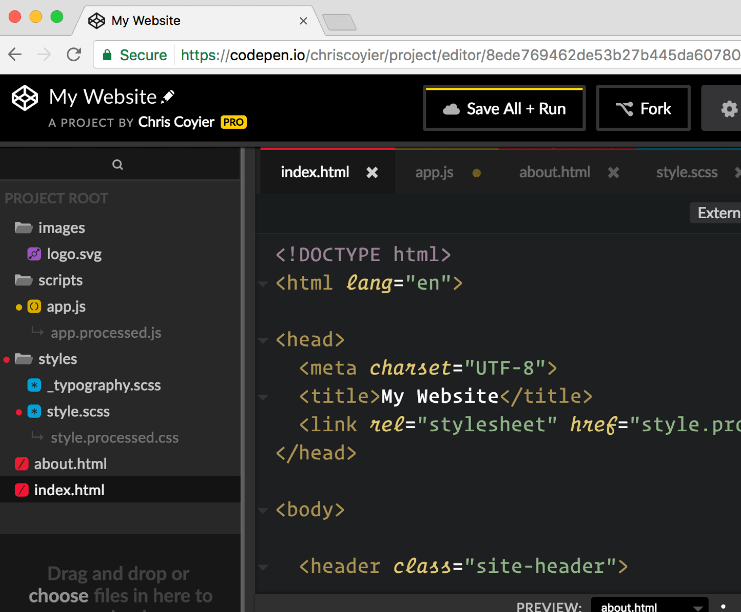 My Website
Secure https://codepen.io/chriscoyier/project/editor/8ede769462de53b27b445da60780
My Website
A PROJECT BY Chris Coyier PRO
Save All + Run
Fork
PROJECT ROOT
images
logo.svg
scripts
app.js
app.processed.js
styles
_typography.scss
style.scss
style.processed.css
about.html
index.html
Drag and drop or
choose files in here to
index.html
app.js
about.html
style.scss
Extern
<!DOCTYPE html>
<html lang="en">
<head>
<meta charset="UTF-8">
<title>My Website</title>
<link rel="stylesheet" href="style.pro
</head>
<body>
<header class="site-header">
PREVIEW: about.html